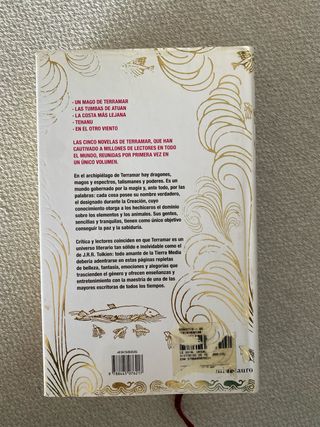 - UN MAGO DE TERRAMAR
- LAS TUMBAS DE ATUAN
- LA COSTA MÁS LEJANA
- TEHANU
- EN EL OTRO VIENTO
LAS CINCO NOVELAS DE TERRAMAR, QUE HAN
CAUTIVADO A MILLONES DE LECTORES EN TODO
EL MUNDO, REUNIDAS POR PRIMERA VEZ EN
UN ÚNICO VOLUMEN.
En el archipiélago de Terramar hay dragones,
magos y espectros, talismanes y poderes. Es un
mundo gobernado por la magia y, ante todo, por las
palabras: cada cosa posee su nombre verdadero,
el designado durante la Creación, cuyo
conocimiento otorga a los hechiceros el dominio
sobre los elementos y los animales. Sus gentes,
sencillas y tranquilas, tienen como único objetivo
conseguir la paz y la sabiduría.
Crítica y lectores coinciden en que Terramar es un
universo literario tan sólido e inolvidable como el
de J.R.R. Tolkien: todo amante de la Tierra Media
debería adentrarse en estas páginas repletas
de belleza, fantasía, emociones y alegorías que
trascienden el género y ofrecen enseñanzas y
entretenimiento con la maestría de una de las
mayores escritoras de todos los tiempos.